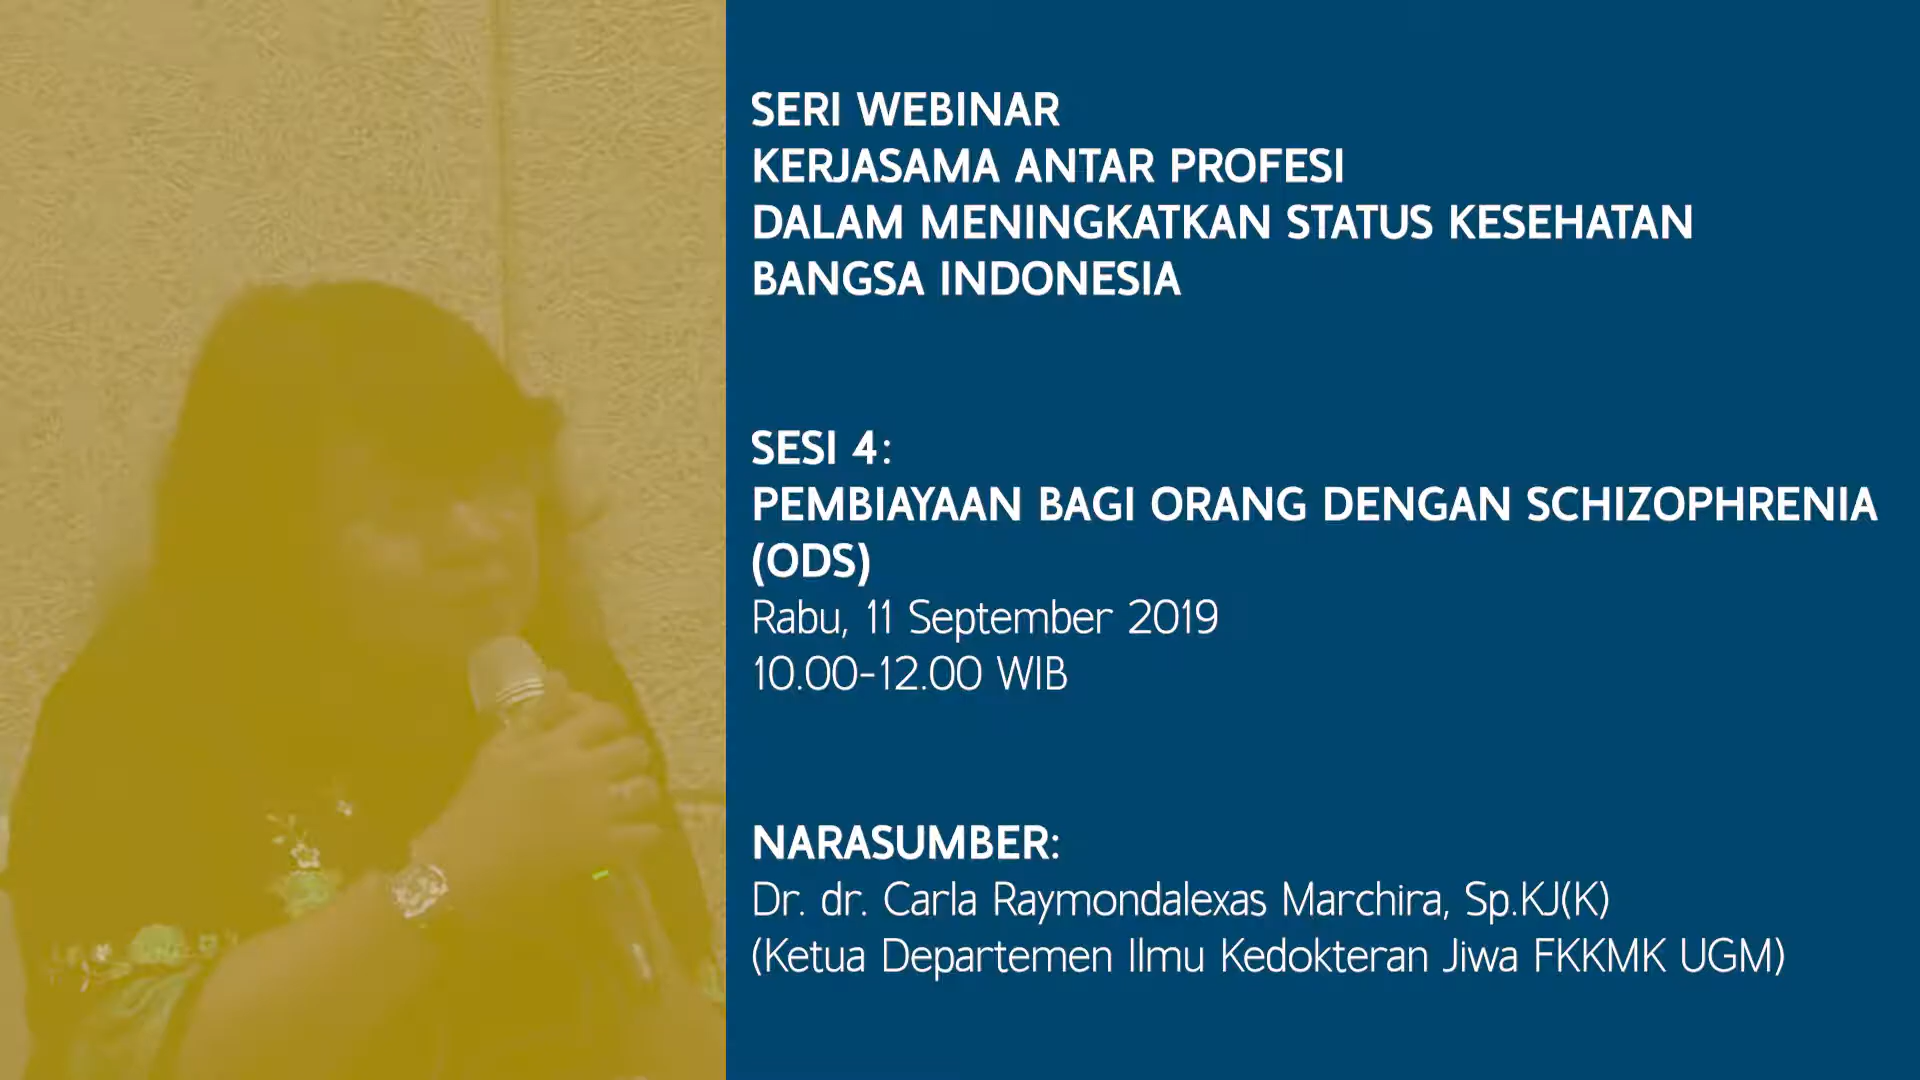 SERI WEBINAR
KERJASAMA ANTAR PROFESI
DALAM MENINGKATKAN STATUS KESEHATAN
BANGSA INDONESIA
SESI 4:
PEMBIAYAAN BAGI ORANG DENGAN SCHIZOPHRENIA
(ODS)
Rabu, 11 September 2019
10.00-12.00 WIB
NARASUMBER:
Dr. dr. Carla Raymondalexas Marchira, Sp.KJ(K)
(Ketua Departemen Ilmu Kedokteran Jiwa FKKMK UGM)